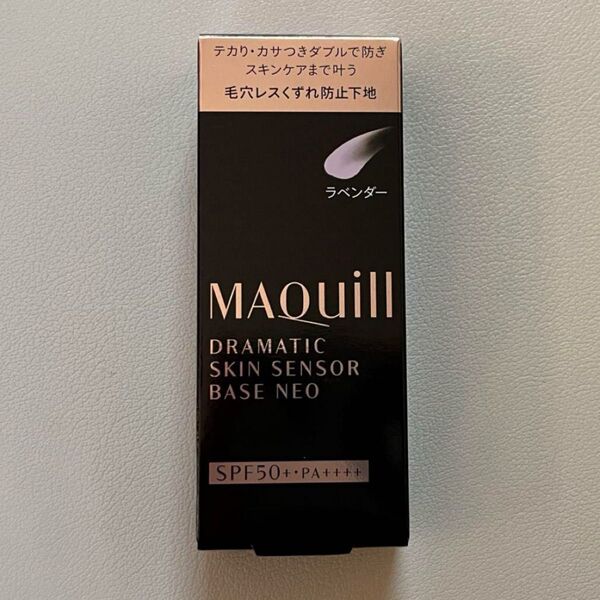 テカリ・カサつきダブルで防ぎ
スキンケアまで叶う
毛穴レスくずれ防止下地
ラベンダー
MAQuill
DRAMATIC
SKIN SENSOR
BASE NEO
SPF50+・PA++++